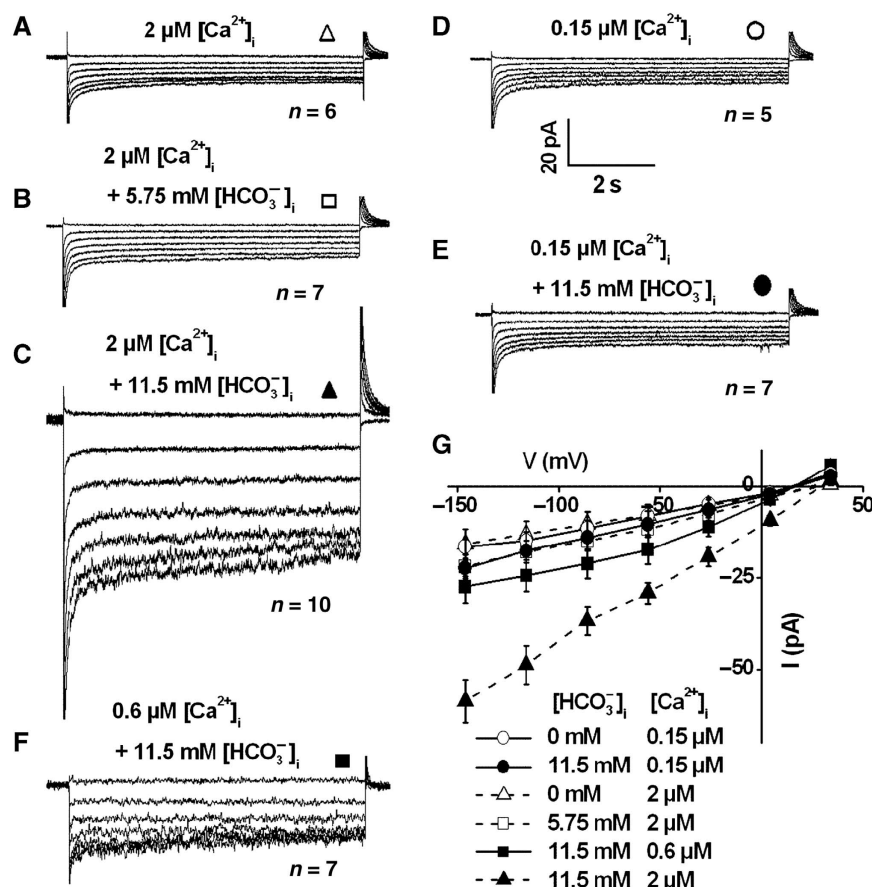 A
2 µM [Ca²⁺]ᵢ
n = 6
2 µM [Ca²⁺]ᵢ
B
+ 5.75 mM [HCO₃⁻]ᵢ
n = 7
C
2 µM [Ca²⁺]ᵢ
+ 11.5 mM [HCO₃⁻]ᵢ
n = 10
0.6 µM [Ca²⁺]ᵢ
F
+ 11.5 mM [HCO₃⁻]ᵢ
n = 7
D
0.15 µM [Ca²⁺]ᵢ
n = 5
20 pA
2 s
E
0.15 µM [Ca²⁺]ᵢ
+ 11.5 mM [HCO₃⁻]ᵢ
n = 7
G
V (mV)
−150 −100 −50 0 50
−25
−50
I (pA)
[HCO₃⁻]ᵢ [Ca²⁺]ᵢ
0 mM 0.15 µM
11.5 mM 0.15 µM
0 mM 2 µM
5.75 mM 2 µM
11.5 mM 0.6 µM
11.5 mM 2 µM